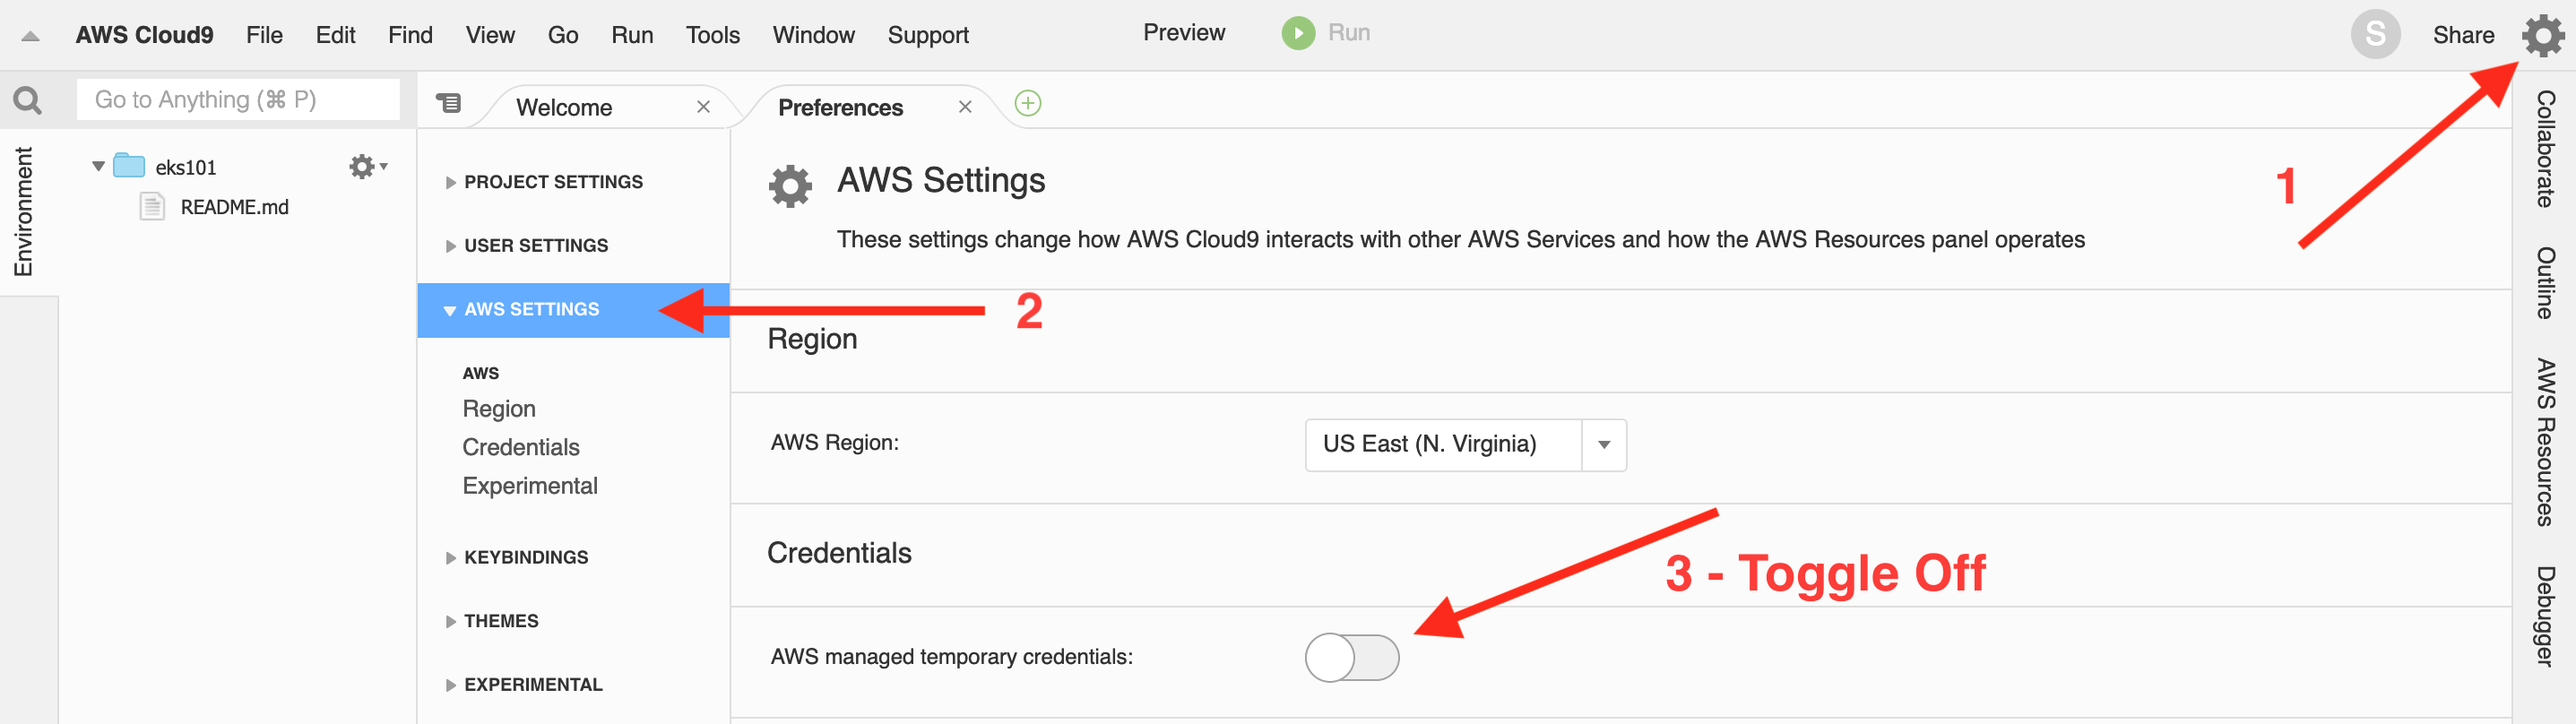 AWS Cloud9 File Edit Find View Go Run Tools Window Support Preview Run S Share
Go to Anything (⌘ P)
Welcome
Preferences
Environment
eks101
README.md
PROJECT SETTINGS
USER SETTINGS
AWS SETTINGS
AWS
Region
Credentials
Experimental
KEYBINDINGS
THEMES
EXPERIMENTAL
AWS Settings
These settings change how AWS Cloud9 interacts with other AWS Services and how the AWS Resources panel operates
1
2
Region
AWS Region: US East (N. Virginia)
Credentials
3 - Toggle Off
AWS managed temporary credentials:
Collaborate
Outline
AWS Resources
Debugger